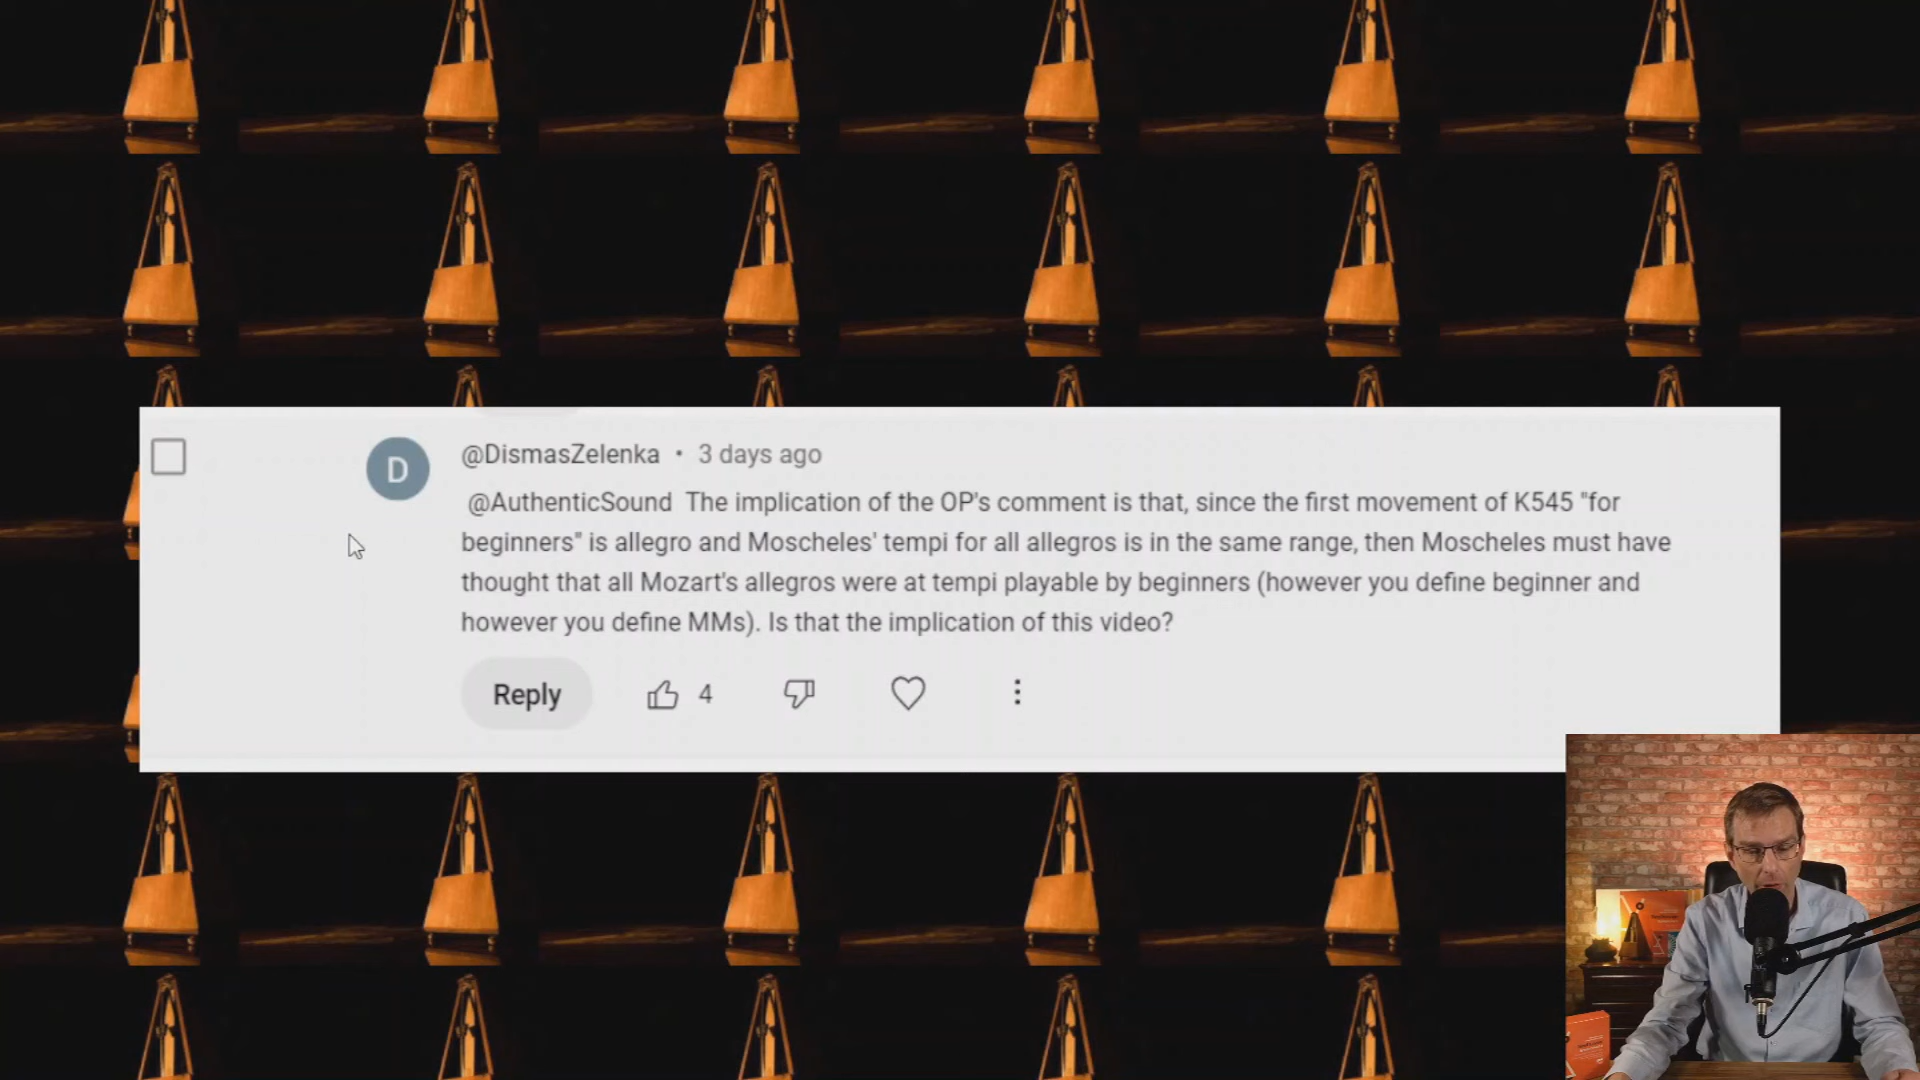 @DismasZelenka • 3 days ago
D
@AuthenticSound The implication of the OP's comment is that, since the first movement of K545 "for
beginners" is allegro and Moscheles' tempi for all allegros is in the same range, then Moscheles must have
thought that all Mozart's allegros were at tempi playable by beginners (however you define beginner and
however you define MMs). Is that the implication of this video?
Reply 4